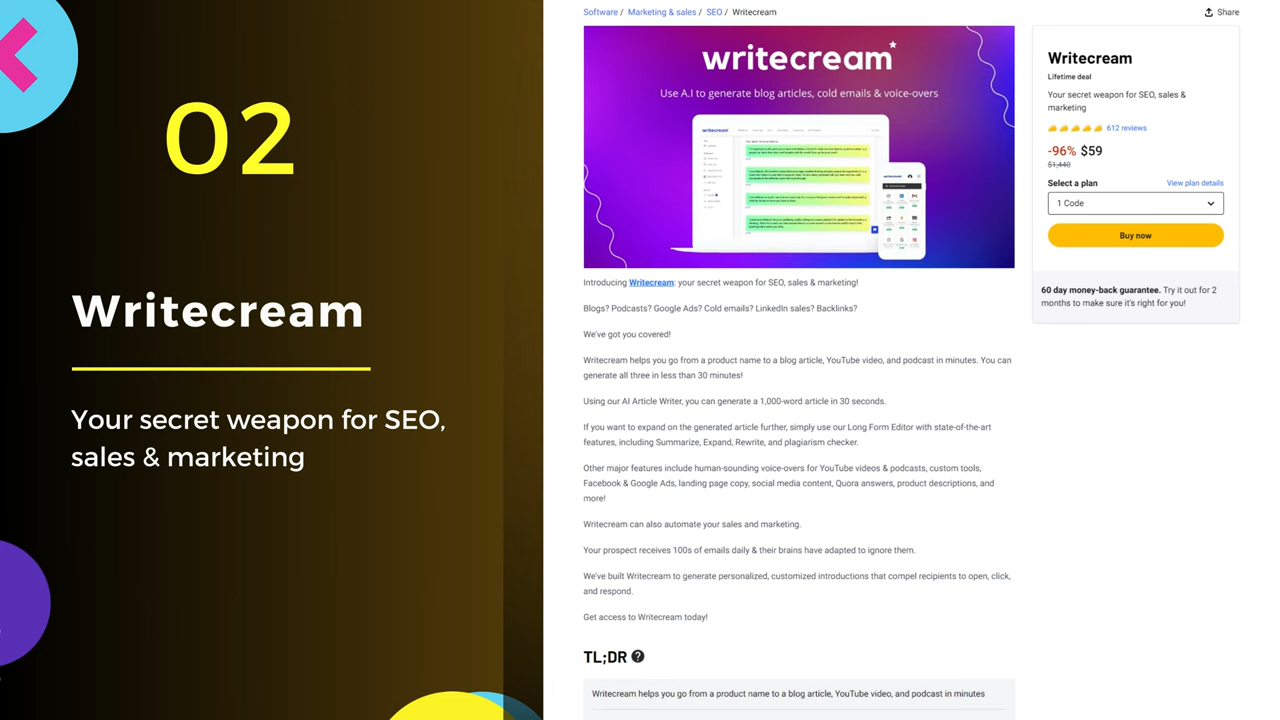 02
Writecream
Your secret weapon for SEO,
sales & marketing
Software / Marketing & sales / SEO / Writecream
Share
writecream
Use A.I to generate blog articles, cold emails & voice-overs
Introducing Writecream: your secret weapon for SEO, sales & marketing!
Blogs? Podcasts? Google Ads? Cold emails? LinkedIn sales? Backlinks?
We've got you covered!
Writecream helps you go from a product name to a blog article, YouTube video, and podcast in minutes. You can
generate all three in less than 30 minutes!
Using our AI Article Writer, you can generate a 1,000-word article in 30 seconds.
If you want to expand on the generated article further, simply use our Long Form Editor with state-of-the-art
features, including Summarize, Expand, Rewrite, and plagiarism checker.
Other major features include human-sounding voice-overs for YouTube videos & podcasts, custom tools,
Facebook & Google Ads, landing page copy, social media content, Quora answers, product descriptions, and
more!
Writecream can also automate your sales and marketing.
Your prospect receives 100s of emails daily & their brains have adapted to ignore them.
We've built Writecream to generate personalized, customized introductions that compel recipients to open, click,
and respond.
Get access to Writecream today!
TL;DR ?
Writecream helps you go from a product name to a blog article, YouTube video, and podcast in minutes
Writecream
Lifetime deal
Your secret weapon for SEO, sales &
marketing
612 reviews
-96% $59
$1,440
Select a plan View plan details
1 Code
Buy now
60 day money-back guarantee. Try it out for 2
months to make sure it's right for you!